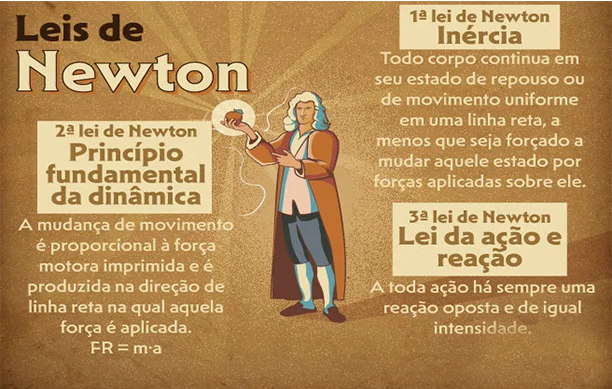 Leis de
Newton
1ª lei de Newton
Inércia
Todo corpo continua em
seu estado de repouso ou
de movimento uniforme
em uma linha reta, a
menos que seja forçado a
mudar aquele estado por
forças aplicadas sobre ele.
2ª lei de Newton
Princípio
fundamental
da dinâmica
A mudança de movimento
é proporcional à força
motora imprimida e é
produzida na direção de
linha reta na qual aquela
força é aplicada.
FR = m·a
3ª lei de Newton
Lei da ação e
reação
A toda ação há sempre uma
reação oposta e de igual
intensidade.